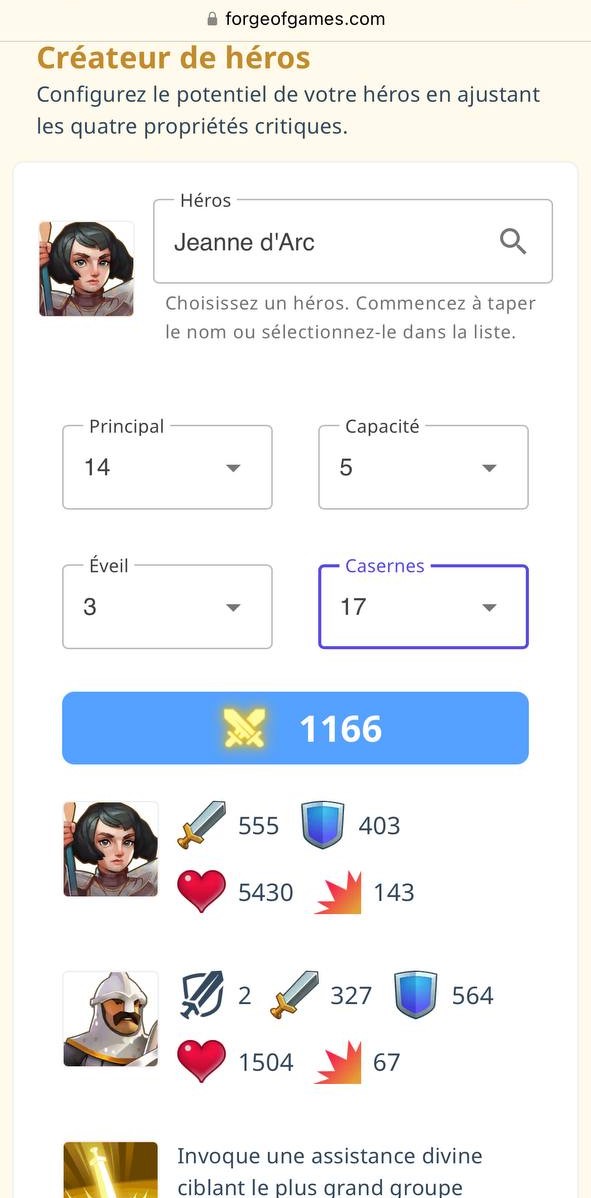 forgeofgames.com
Créateur de héros
Configurez le potentiel de votre héros en ajustant
les quatre propriétés critiques.
Héros
Jeanne d'Arc
Choisissez un héros. Commencez à taper
le nom ou sélectionnez-le dans la liste.
Principal
14
Capacité
5
Éveil
3
Casernes
17
1166
555 403
5430 143
2 327 564
1504 67
Invoque une assistance divine
ciblant le plus grand groupe